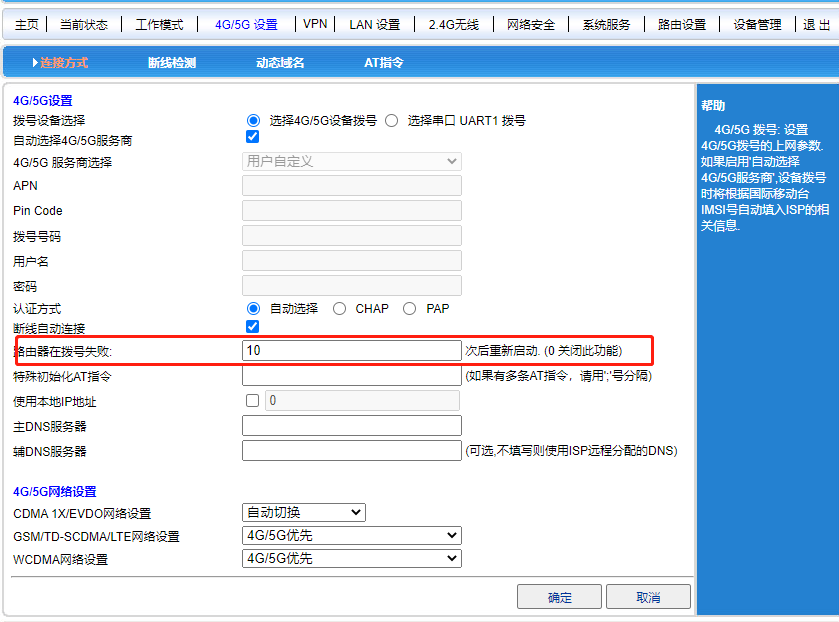 主页 当前状态 工作模式 4G/5G 设置 VPN LAN 设置 2.4G无线 网络安全 系统服务 路由设置 设备管理 退 出
连接方式 断线检测 动态域名 AT指令
4G/5G设置
拨号设备选择 选择4G/5G设备拨号 选择串口 UART1 拨号
自动选择4G/5G服务商
4G/5G 服务商选择 用户自定义
APN
Pin Code
拨号号码
用户名
密码
认证方式 自动选择 CHAP PAP
断线自动连接
路由器在拨号失败: 10 次后重新启动. (0 关闭此功能)
特殊初始化AT指令 (如果有多条AT指令，请用';'号分隔)
使用本地IP地址 0
主DNS服务器
辅DNS服务器 (可选,不填写则使用ISP远程分配的DNS)
4G/5G网络设置
CDMA 1X/EVDO网络设置 自动切换
GSM/TD-SCDMA/LTE网络设置 4G/5G优先
WCDMA网络设置 4G/5G优先
确定 取消
帮助
4G/5G 拨号: 设置
4G/5G拨号的上网参数.
如果启用'自动选择
4G/5G服务商',设备拨号
时将根据国际移动台
IMSI号自动填入ISP的相
关信息.